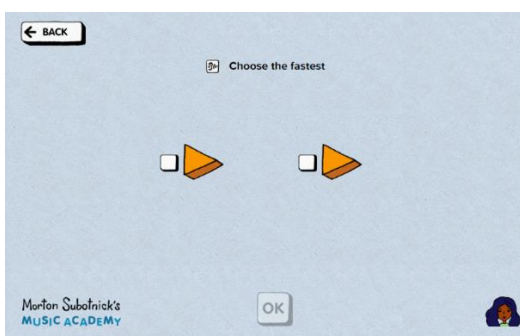 BACK
Choose the fastest
OK
Morton Subotnick's
MUSIC ACADEMY